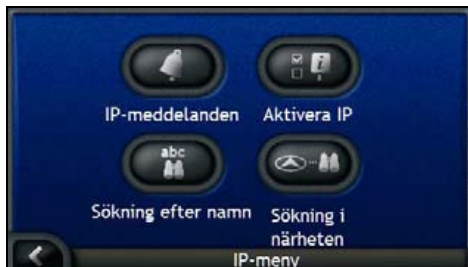 IP-meddelanden
Aktivera IP
abc
Sökning efter namn
Sökning i
närheten
IP-meny